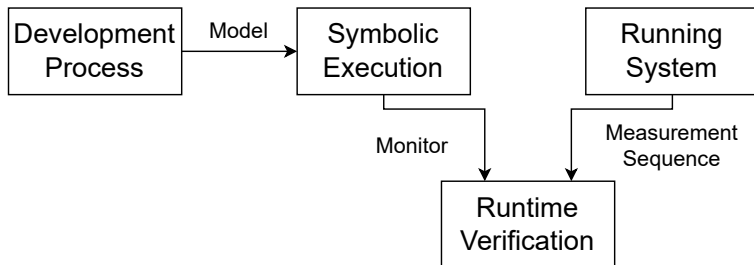 Development
Process
Model
Symbolic
Execution
Running
System
Monitor
Measurement
Sequence
Runtime
Verification